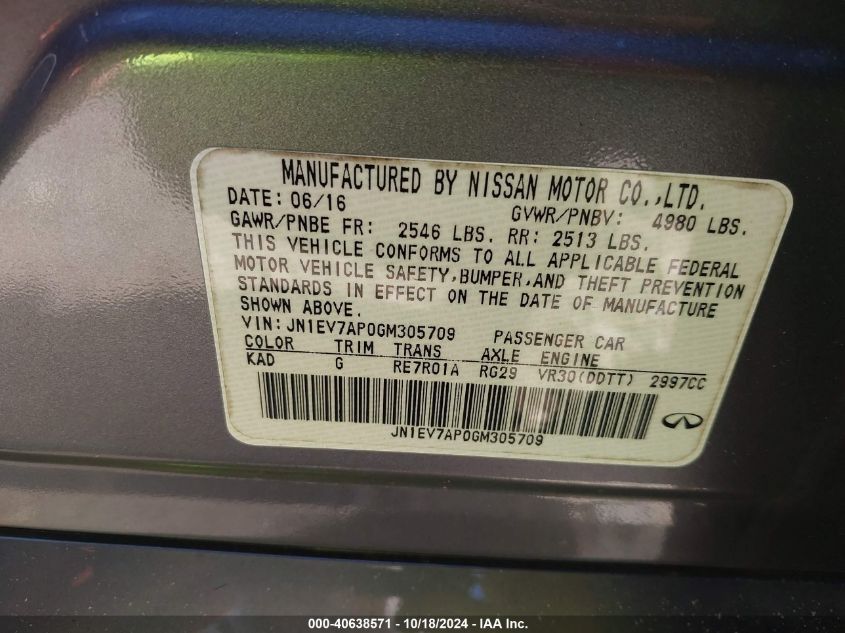 MANUFACTURED BY NISSAN MOTOR CO.,LTD.
DATE: 06/16 GVWR/PNBV: 4980 LBS.
GAWR/PNBE FR: 2546 LBS. RR: 2513 LBS.
THIS VEHICLE CONFORMS TO ALL APPLICABLE FEDERAL
MOTOR VEHICLE SAFETY,BUMPER,AND THEFT PREVENTION
STANDARDS IN EFFECT ON THE DATE OF MANUFACTURE
SHOWN ABOVE.
VIN:JN1EV7AP0GM305709 PASSENGER CAR
COLOR TRIM TRANS AXLE ENGINE
KAD G RE7R01A RG29 VR30(DDTT) 2997CC
JN1EV7AP0GM305709
000-40638571 - 10/18/2024 - IAA Inc.